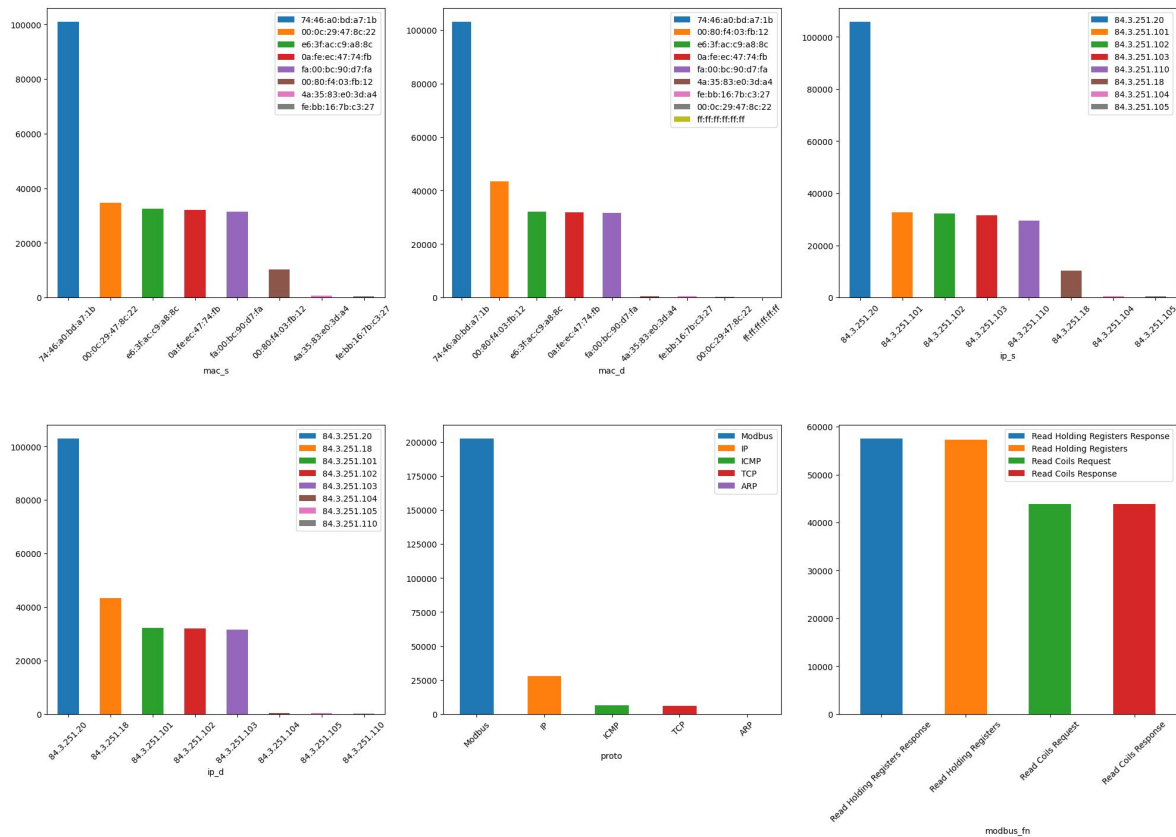 100000
80000
60000
40000
20000
0
74:46:a0:bd:a7:1b
00:0c:29:47:8c:22
e6:3f:ac:c9:a8:8c
0a:fe:ec:47:74:fb
fa:00:bc:90:d7:fa
00:80:f4:03:fb:12
4a:35:83:e0:3d:a4
fe:bb:16:7b:c3:27
74:46:a0:bd:a7:1b
00:0c:29:47:8c:22
e6:3f:ac:c9:a8:8c
0a:fe:ec:47:74:fb
fa:00:bc:90:d7:fa
00:80:f4:03:fb:12
4a:35:83:e0:3d:a4
fe:bb:16:7b:c3:27
mac_s
100000
80000
60000
40000
20000
0
74:46:a0:bd:a7:1b
00:80:f4:03:fb:12
e6:3f:ac:c9:a8:8c
0a:fe:ec:47:74:fb
fa:00:bc:90:d7:fa
4a:35:83:e0:3d:a4
fe:bb:16:7b:c3:27
00:0c:29:47:8c:22
ff:ff:ff:ff:ff:ff
74:46:a0:bd:a7:1b
00:80:f4:03:fb:12
e6:3f:ac:c9:a8:8c
0a:fe:ec:47:74:fb
fa:00:bc:90:d7:fa
4a:35:83:e0:3d:a4
fe:bb:16:7b:c3:27
00:0c:29:47:8c:22
ff:ff:ff:ff:ff:ff
mac_d
100000
80000
60000
40000
20000
0
84.3.251.20
84.3.251.101
84.3.251.102
84.3.251.103
84.3.251.110
84.3.251.18
84.3.251.104
84.3.251.105
84.3.251.20
84.3.251.101
84.3.251.102
84.3.251.103
84.3.251.110
84.3.251.18
84.3.251.104
84.3.251.105
ip_s
100000
80000
60000
40000
20000
0
84.3.251.20
84.3.251.18
84.3.251.101
84.3.251.102
84.3.251.103
84.3.251.104
84.3.251.105
84.3.251.110
84.3.251.20
84.3.251.18
84.3.251.101
84.3.251.102
84.3.251.103
84.3.251.104
84.3.251.105
84.3.251.110
ip_d
200000
175000
150000
125000
100000
75000
50000
25000
0
Modbus
IP
ICMP
TCP
ARP
Modbus
IP
ICMP
TCP
ARP
proto
60000
50000
40000
30000
20000
10000
0
Read Holding Registers Response
Read Holding Registers
Read Coils Request
Read Coils Response
Read Holding Registers Response
Read Holding Registers
Read Coils Request
Read Coils Response
modbus_fn